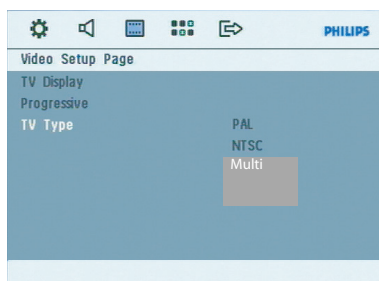 PHILIPS
Video Setup Page
TV Display
Progressive
TV Type
PAL
NTSC
Multi